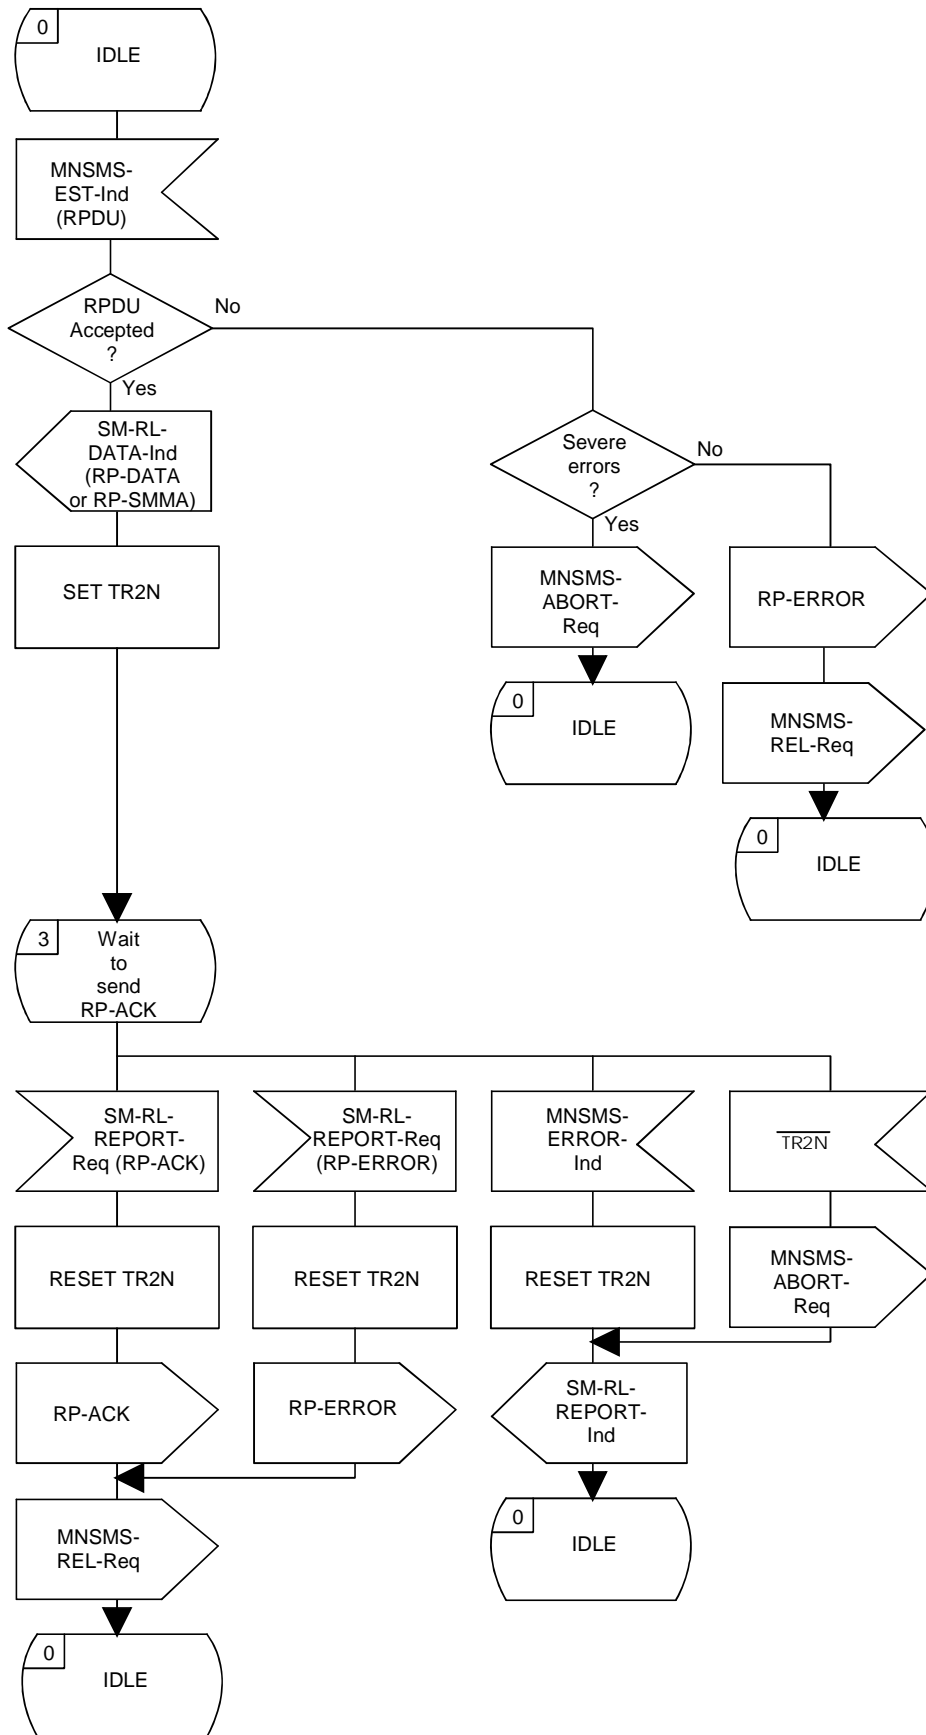 0
IDLE
MNSMS-
EST-Ind
(RPDU)
RPDU
Accepted
?
No
Yes
SM-RL-
DATA-Ind
(RP-DATA
or RP-SMMA)
Severe
errors
?
No
Yes
SET TR2N
MNSMS-
ABORT-
Req
RP-ERROR
0
IDLE
MNSMS-
REL-Req
0
IDLE
3
Wait
to
send
RP-ACK
SM-RL-
REPORT-
Req (RP-ACK)
SM-RL-
REPORT-Req
(RP-ERROR)
MNSMS-
ERROR-
Ind
TR2N
RESET TR2N
RESET TR2N
RESET TR2N
MNSMS-
ABORT-
Req
RP-ACK
RP-ERROR
SM-RL-
REPORT-
Ind
MNSMS-
REL-Req
0
IDLE
0
IDLE